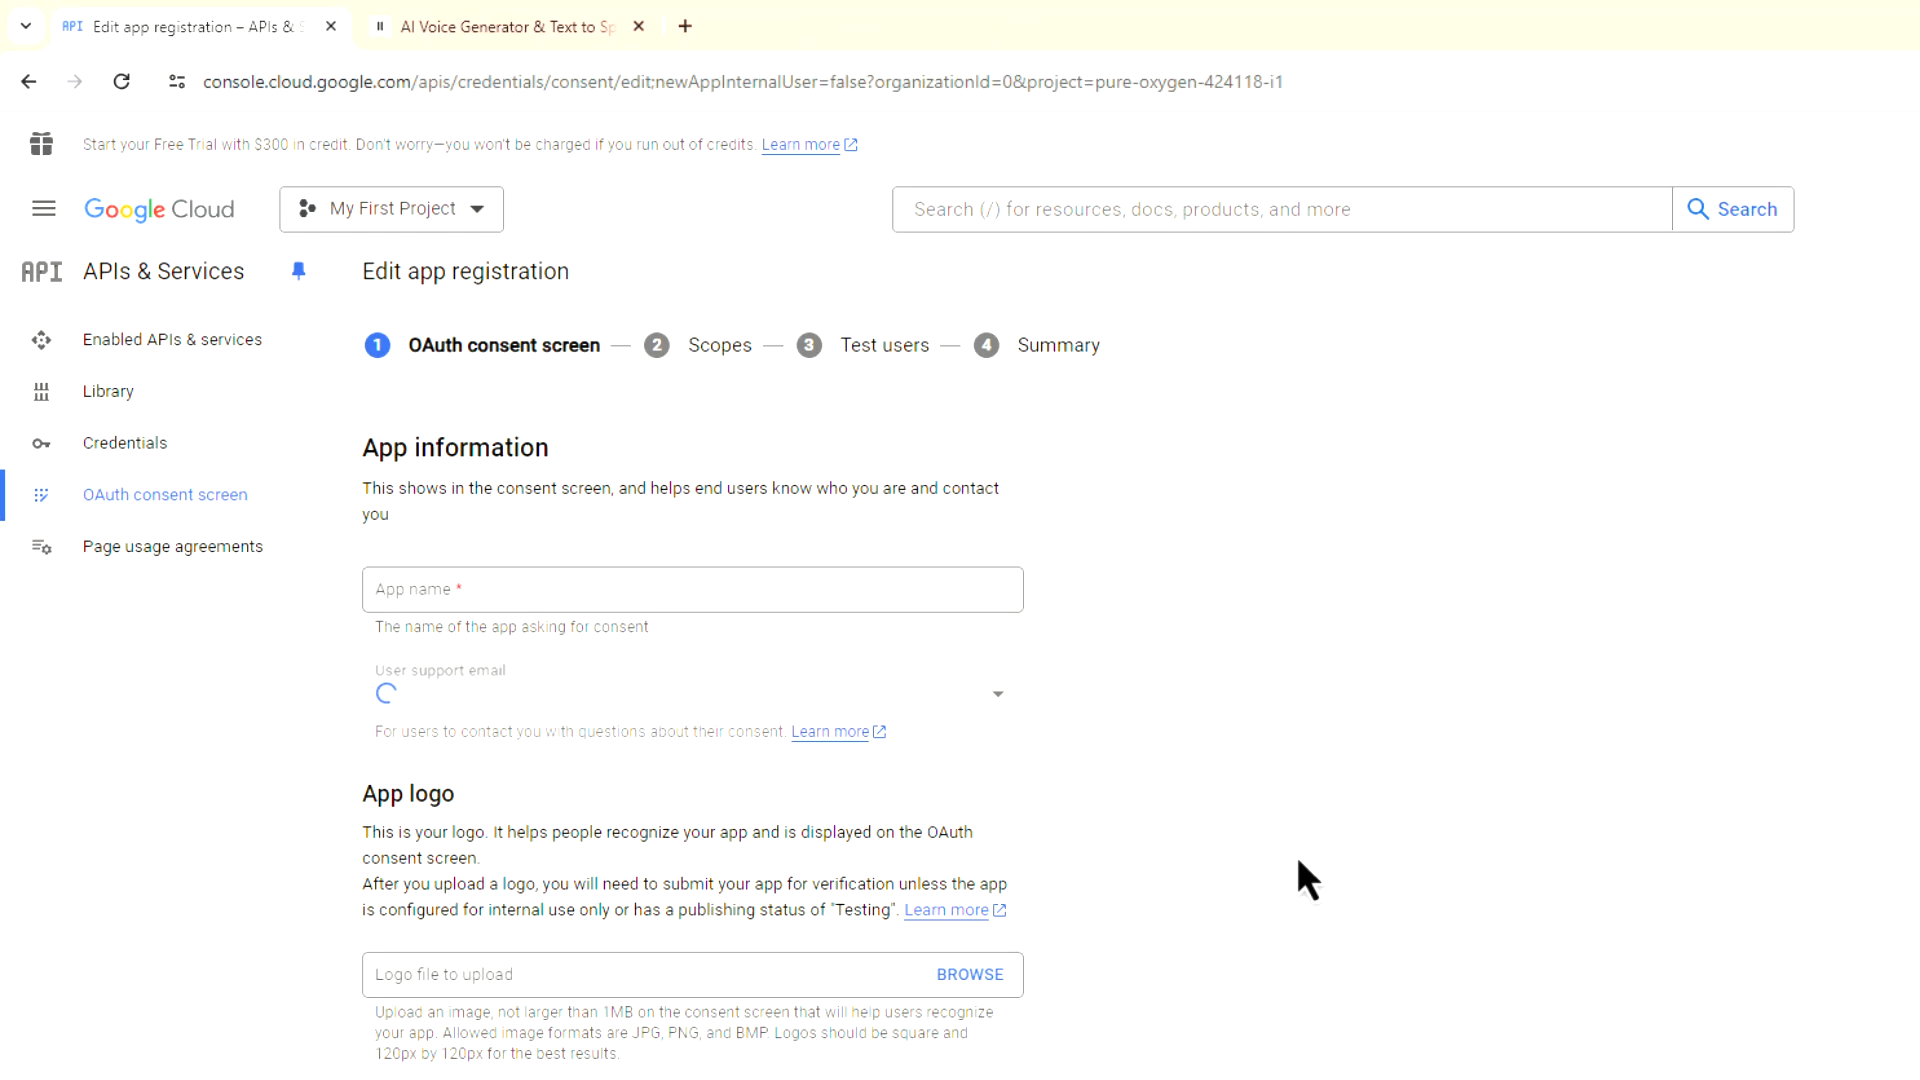 API Edit app registration – APIs & S
AI Voice Generator & Text to Sp
console.cloud.google.com/apis/credentials/consent/edit;newAppInternalUser=false?organizationId=0&project=pure-oxygen-424118-i1
Start your Free Trial with $300 in credit. Don't worry—you won't be charged if you run out of credits. Learn more
Google Cloud
My First Project
Search (/) for resources, docs, products, and more
Search
API APIs & Services
Edit app registration
Enabled APIs & services
Library
Credentials
OAuth consent screen
Page usage agreements
1 OAuth consent screen — 2 Scopes — 3 Test users — 4 Summary
App information
This shows in the consent screen, and helps end users know who you are and contact
you
App name *
The name of the app asking for consent
User support email
For users to contact you with questions about their consent. Learn more
App logo
This is your logo. It helps people recognize your app and is displayed on the OAuth
consent screen.
After you upload a logo, you will need to submit your app for verification unless the app
is configured for internal use only or has a publishing status of "Testing". Learn more
Logo file to upload
BROWSE
Upload an image, not larger than 1MB on the consent screen that will help users recognize
your app. Allowed image formats are JPG, PNG, and BMP. Logos should be square and
120px by 120px for the best results.